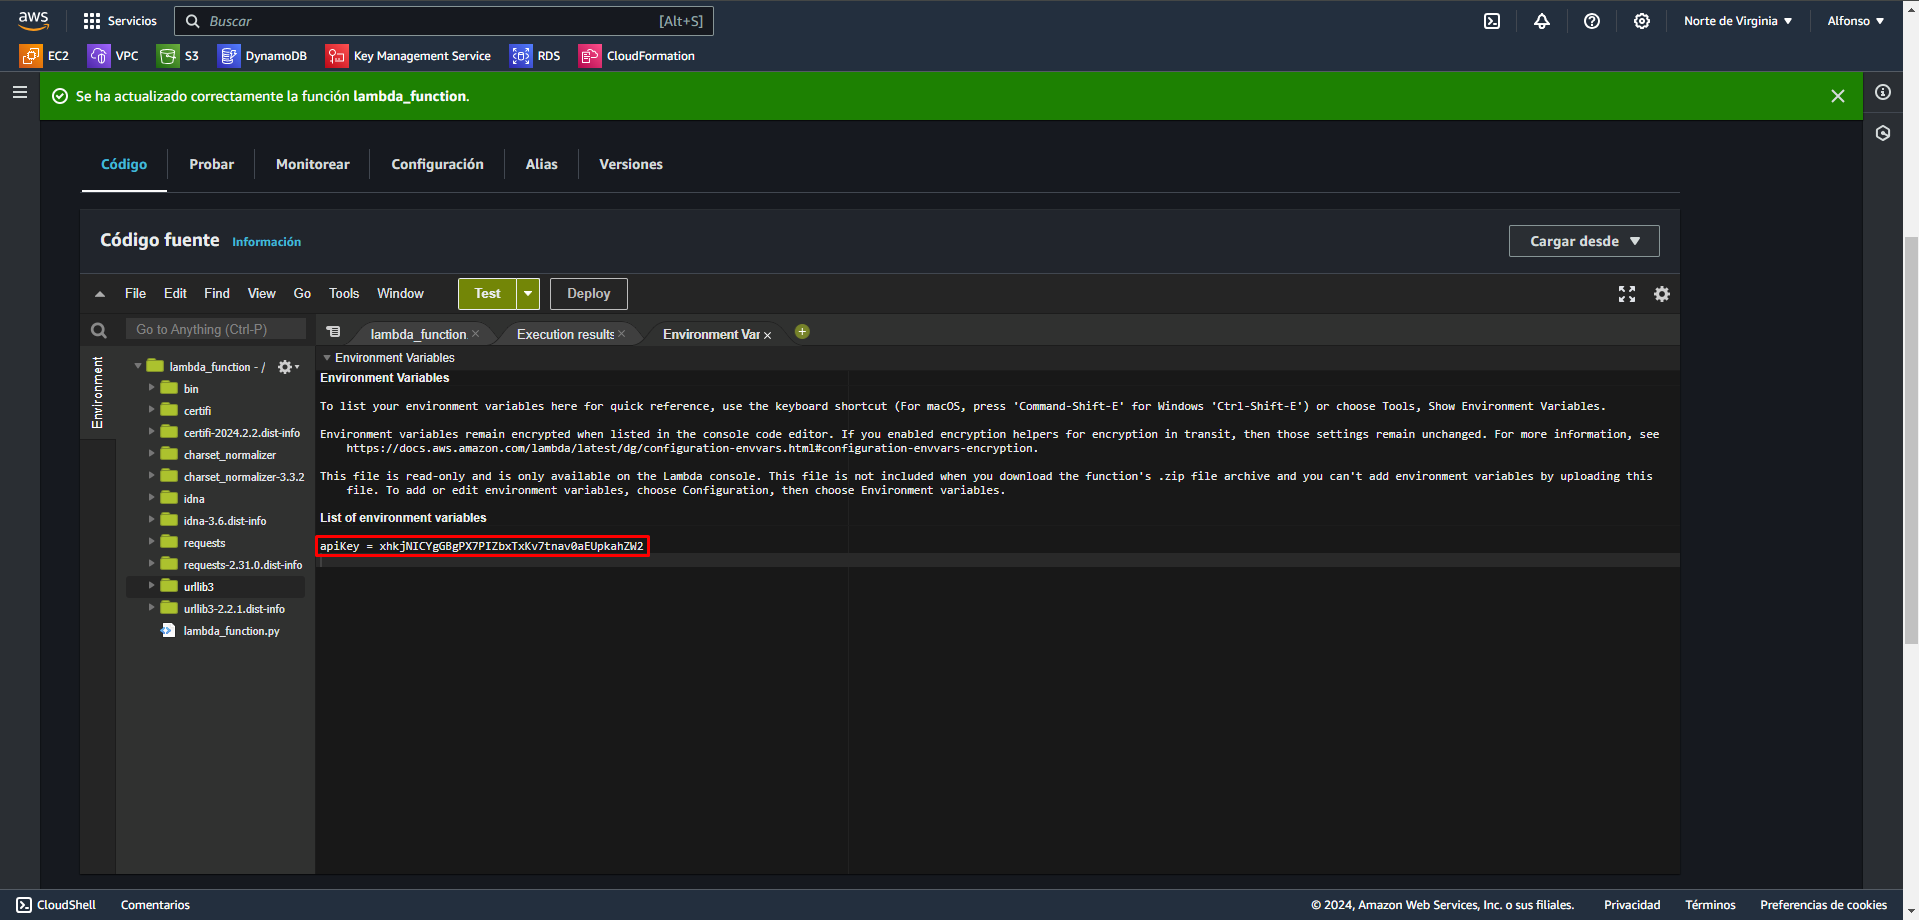 aws
Servicios
Buscar
[Alt+S]
Norte de Virginia
Alfonso
EC2
VPC
S3
DynamoDB
Key Management Service
RDS
CloudFormation
Se ha actualizado correctamente la función lambda_function.
Código
Probar
Monitorear
Configuración
Alias
Versiones
Código fuente
Información
Cargar desde
File
Edit
Find
View
Go
Tools
Window
Test
Deploy
Go to Anything (Ctrl-P)
lambda_function
Execution results
Environment Var
Environment
lambda_function - /
bin
certifi
certifi-2024.2.2.dist-info
charset_normalizer
charset_normalizer-3.3.2
idna
idna-3.6.dist-info
requests
requests-2.31.0.dist-info
urllib3
urllib3-2.2.1.dist-info
lambda_function.py
Environment Variables
Environment Variables
To list your environment variables here for quick reference, use the keyboard shortcut (For macOS, press 'Command-Shift-E' for Windows 'Ctrl-Shift-E') or choose Tools, Show Environment Variables.
Environment variables remain encrypted when listed in the console code editor. If you enabled encryption helpers for encryption in transit, then those settings remain unchanged. For more information, see
https://docs.aws.amazon.com/lambda/latest/dg/configuration-envvars.html#configuration-envvars-encryption.
This file is read-only and is only available on the Lambda console. This file is not included when you download the function's .zip file archive and you can't add environment variables by uploading this
file. To add or edit environment variables, choose Configuration, then choose Environment variables.
List of environment variables
apiKey = xhkjNICYgGBgPX7PIZbxTxKv7tnav0aEUpkahZW2
CloudShell
Comentarios
© 2024, Amazon Web Services, Inc. o sus filiales.
Privacidad
Términos
Preferencias de cookies